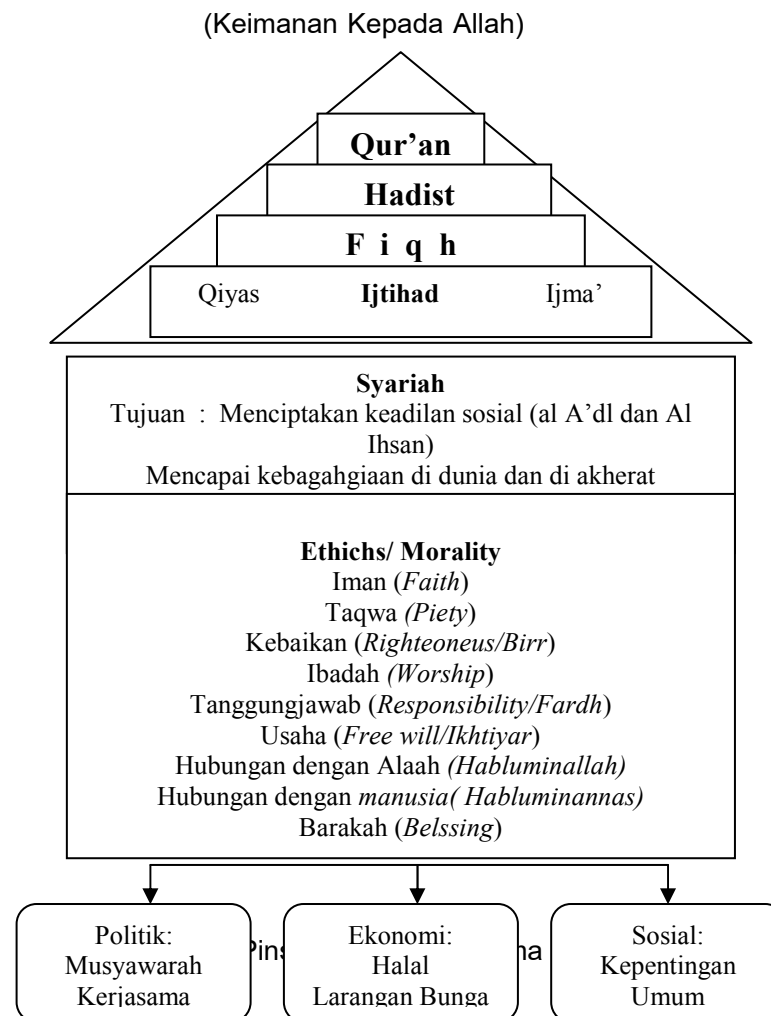 (Keimanan Kepada Allah)
Qur’an
Hadist
F i q h
Qiyas Ijtihad Ijma’
Syariah
Tujuan : Menciptakan keadilan sosial (al A’dl dan Al
Ihsan)
Mencapai kebagahgiaan di dunia dan di akherat
Ethichs/ Morality
Iman (Faith)
Taqwa (Piety)
Kebaikan (Righteoneus/Birr)
Ibadah (Worship)
Tanggungjawab (Responsibility/Fardh)
Usaha (Free will/Ikhtiyar)
Hubungan dengan Alaah (Habluminallah)
Hubungan dengan manusia( Habluminannas)
Barakah (Belssing)
Politik:
Musyawarah
Kerjasama
Ekonomi:
Halal
Larangan Bunga
Sosial:
Kepentingan
Umum